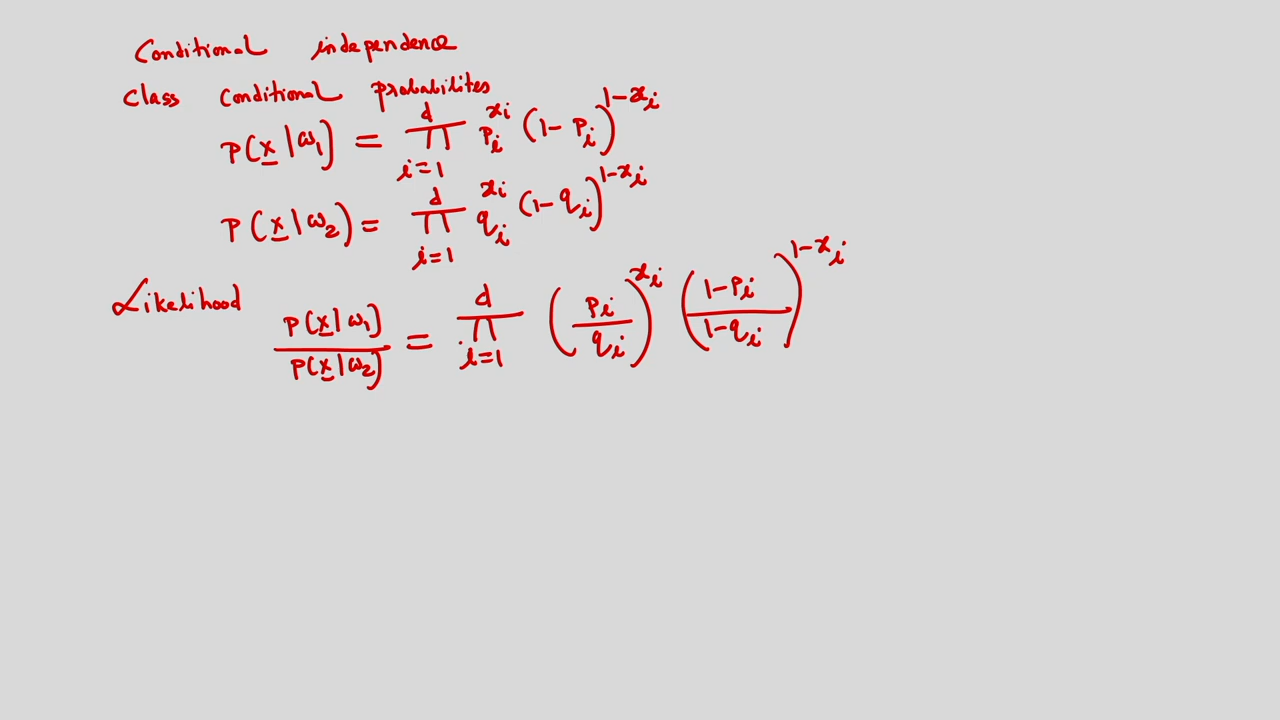 Conditional independence
Class Conditional probabilites
P(x|ω₁) = ∏_{i=1}^{d} p_i^{x_i} (1-p_i)^{1-x_i}
P(x|ω₂) = ∏_{i=1}^{d} q_i^{x_i} (1-q_i)^{1-x_i}
Likelihood P(x|ω₁)/P(x|ω₂) = ∏_{i=1}^{d} (p_i/q_i)^{x_i} ((1-p_i)/(1-q_i))^{1-x_i}